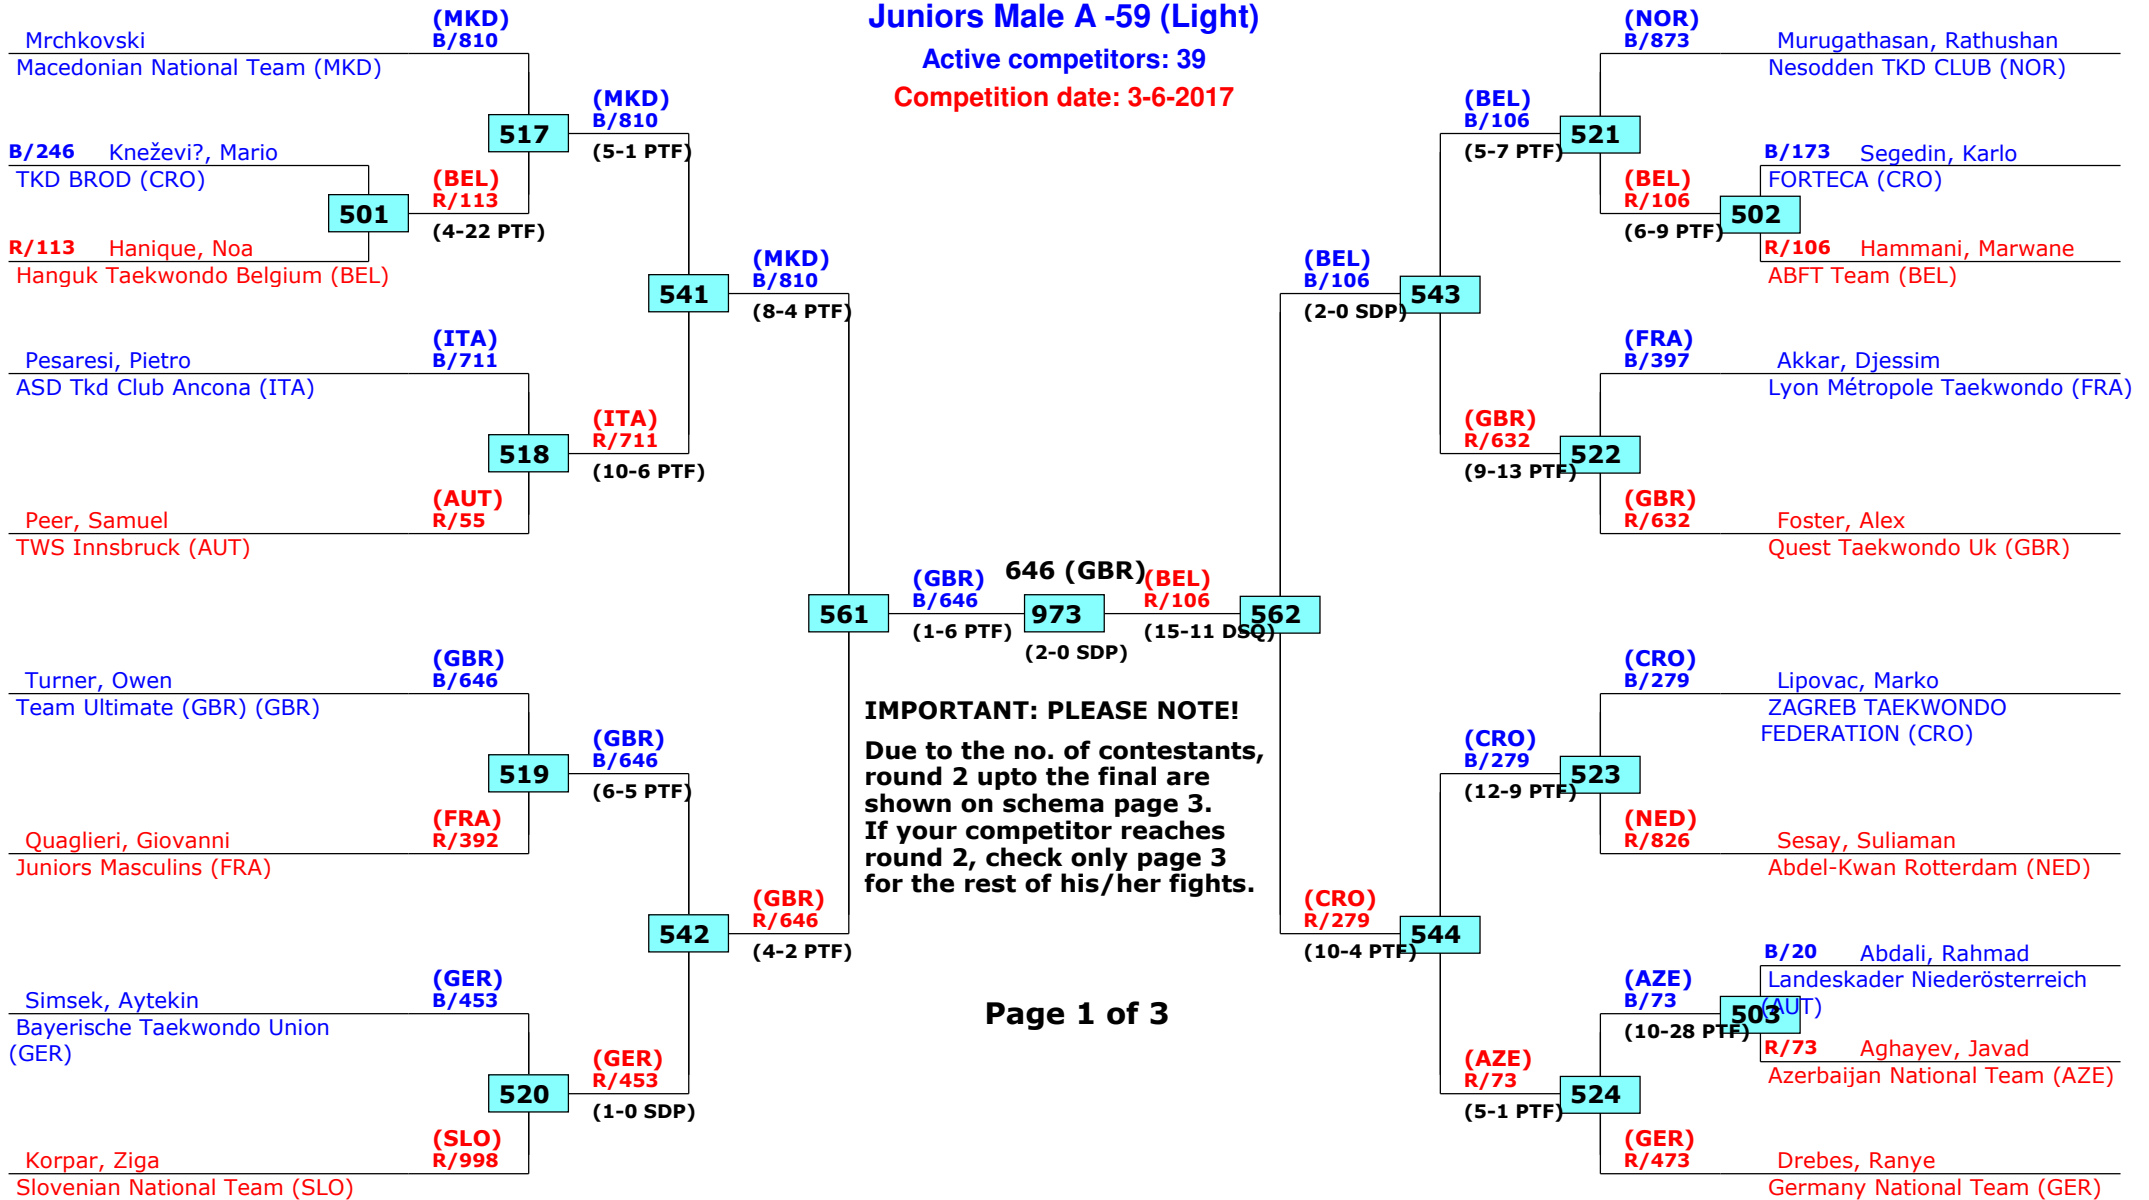 Juniors Male A -59 (Light)
Active competitors: 39
Competition date: 3-6-2017
(MKD)
B/810
Mrchkovski
Macedonian National Team (MKD)
517
(MKD)
B/810
(5-1 PTF)
B/246 Kneževi?, Mario
TKD BROD (CRO)
501
(BEL)
R/113
(4-22 PTF)
R/113 Hanique, Noa
Hanguk Taekwondo Belgium (BEL)
541
(MKD)
B/810
(8-4 PTF)
(ITA)
B/711
Pesaresi, Pietro
ASD Tkd Club Ancona (ITA)
518
(ITA)
R/711
(10-6 PTF)
(AUT)
R/55
Peer, Samuel
TWS Innsbruck (AUT)
561
(GBR)
B/646
(1-6 PTF)
646 (GBR)
973
(2-0 SDP)
(BEL)
R/106
(15-11 DSQ)
562
(GBR)
B/646
Turner, Owen
Team Ultimate (GBR) (GBR)
519
(GBR)
B/646
(6-5 PTF)
(FRA)
R/392
Quaglieri, Giovanni
Juniors Masculins (FRA)
542
(GBR)
R/646
(4-2 PTF)
(GER)
B/453
Simsek, Aytekin
Bayerische Taekwondo Union
(GER)
520
(GER)
R/453
(1-0 SDP)
(SLO)
R/998
Korpar, Ziga
Slovenian National Team (SLO)
IMPORTANT: PLEASE NOTE!
Due to the no. of contestants,
round 2 upto the final are
shown on schema page 3.
If your competitor reaches
round 2, check only page 3
for the rest of his/her fights.
Page 1 of 3
(NOR)
B/873
Murugathasan, Rathushan
Nesodden TKD CLUB (NOR)
(BEL)
B/106
(5-7 PTF)
521
B/173 Segedin, Karlo
FORTECA (CRO)
(BEL)
R/106
(6-9 PTF)
502
R/106 Hammani, Marwane
ABFT Team (BEL)
(BEL)
B/106
(2-0 SDP)
543
(FRA)
B/397
Akkar, Djessim
Lyon Métropole Taekwondo (FRA)
(GBR)
R/632
(9-13 PTF)
522
(GBR)
R/632
Foster, Alex
Quest Taekwondo Uk (GBR)
(CRO)
B/279
Lipovac, Marko
ZAGREB TAEKWONDO
FEDERATION (CRO)
(CRO)
B/279
(12-9 PTF)
523
(NED)
R/826
Sesay, Suliaman
Abdel-Kwan Rotterdam (NED)
(CRO)
R/279
(10-4 PTF)
544
B/20 Abdali, Rahmad
Landeskader Niederösterreich
(AUT)
(AZE)
B/73
(10-28 PTF)
503
R/73 Aghayev, Javad
Azerbaijan National Team (AZE)
(AZE)
R/73
(5-1 PTF)
524
(GER)
R/473
Drebes, Ranye
Germany National Team (GER)